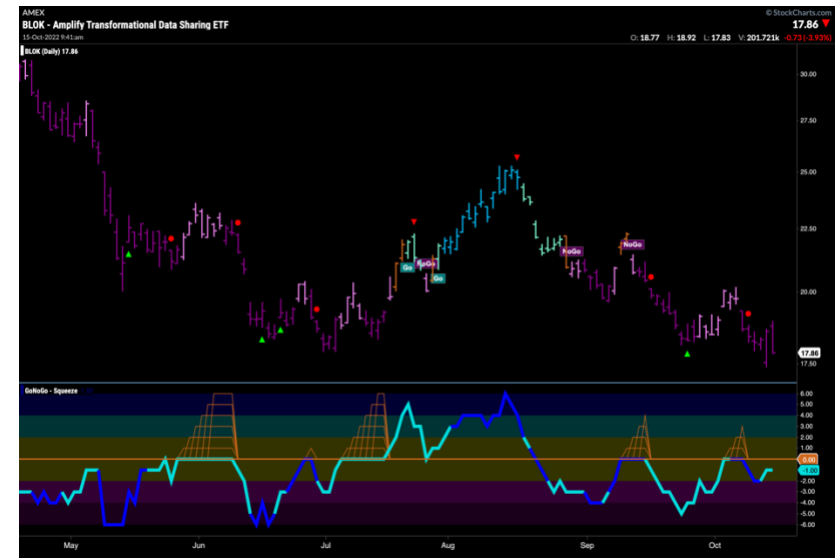 AMEX
© StockCharts.com
BLOK - Amplify Transformational Data Sharing ETF
17.86
15-Oct-2022 9:41am
O: 18.77 H: 18.92 L: 17.83 V: 201.721k -0.73 (-3.93%)
BLOK (Daily) 17.86
30.00
27.50
25.00
22.50
NoGo
NoGo
Go
NoGo
Go
20.00
17.86
17.50
GoNoGo - Squeeze
6.00
5.00
4.00
3.00
2.00
1.00
0.00
-1.00
-2.00
-3.00
-4.00
-5.00
-6.00
May Jun Jul Aug Sep Oct